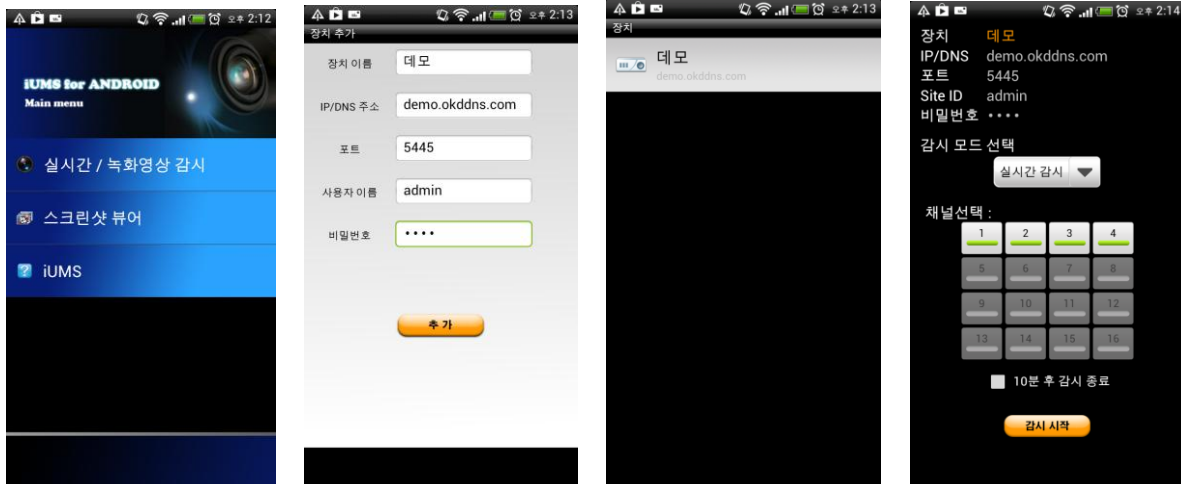 오후 2:12
iUMS for ANDROID
Main menu
실시간 / 녹화영상 감시
스크린샷 뷰어
iUMS
오후 2:13
장치 추가
장치 이름 데모
IP/DNS 주소 demo.okddns.com
포트 5445
사용자 이름 admin
비밀번호 ••••
추 가
오후 2:13
장치
데모
demo.okddns.com
오후 2:14
장치 데모
IP/DNS demo.okddns.com
포트 5445
Site ID admin
비밀번호 ••••
감시 모드 선택
실시간 감시
채널선택 :
1 2 3 4
5 6 7 8
9 10 11 12
13 14 15 16
10분 후 감시 종료
감시 시작